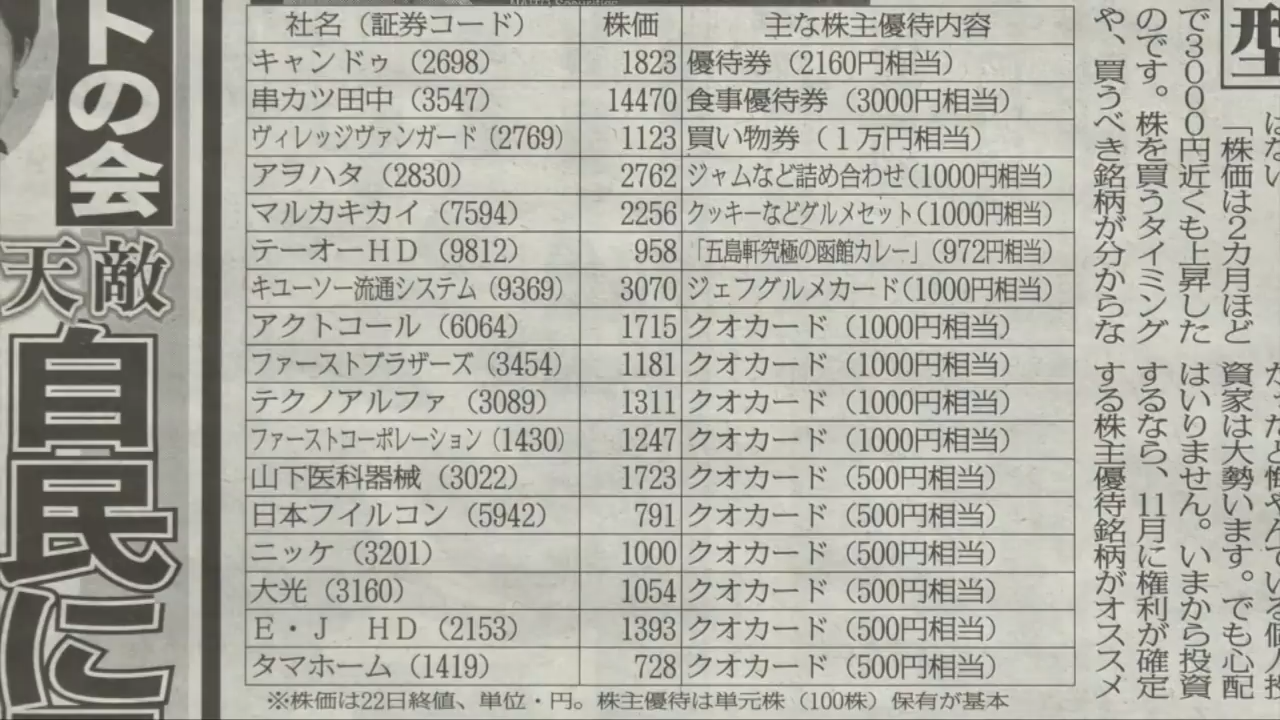 社名（証券コード） 株価 主な株主優待内容
キャンドゥ（2698） 1823 優待券（2160円相当）
串カツ田中（3547） 14470 食事優待券（3000円相当）
ヴィレッジヴァンガード（2769） 1123 買い物券（1万円相当）
アヲハタ（2830） 2762 ジャムなど詰め合わせ（1000円相当）
マルカキカイ（7594） 2256 クッキーなどグルメセット（1000円相当）
テーオーＨＤ（9812） 958 「五島軒究極の函館カレー」（972円相当）
キユーソー流通システム（9369） 3070 ジェフグルメカード（1000円相当）
アクトコール（6064） 1715 クオカード（1000円相当）
ファーストブラザーズ（3454） 1181 クオカード（1000円相当）
テクノアルファ（3089） 1311 クオカード（1000円相当）
ファーストコーポレーション（1430） 1247 クオカード（1000円相当）
山下医科器械（3022） 1723 クオカード（500円相当）
日本フイルコン（5942） 791 クオカード（500円相当）
ニッケ（3201） 1000 クオカード（500円相当）
大光（3160） 1054 クオカード（500円相当）
Ｅ・Ｊ　ＨＤ（2153） 1393 クオカード（500円相当）
タマホーム（1419） 728 クオカード（500円相当）
※株価は22日終値、単位・円。株主優待は単元株（100株）保有が基本
型
はない
「株価は2カ月ほど
で3000円近くも上昇した
のです。株を買うタイミング
や、買うべき銘柄が分からな
資家は大勢います。でも心配
はいりません。いまから投資
するなら、11月に権利が確定
する株主優待銘柄がオススメ
トの会
天敵
自民に